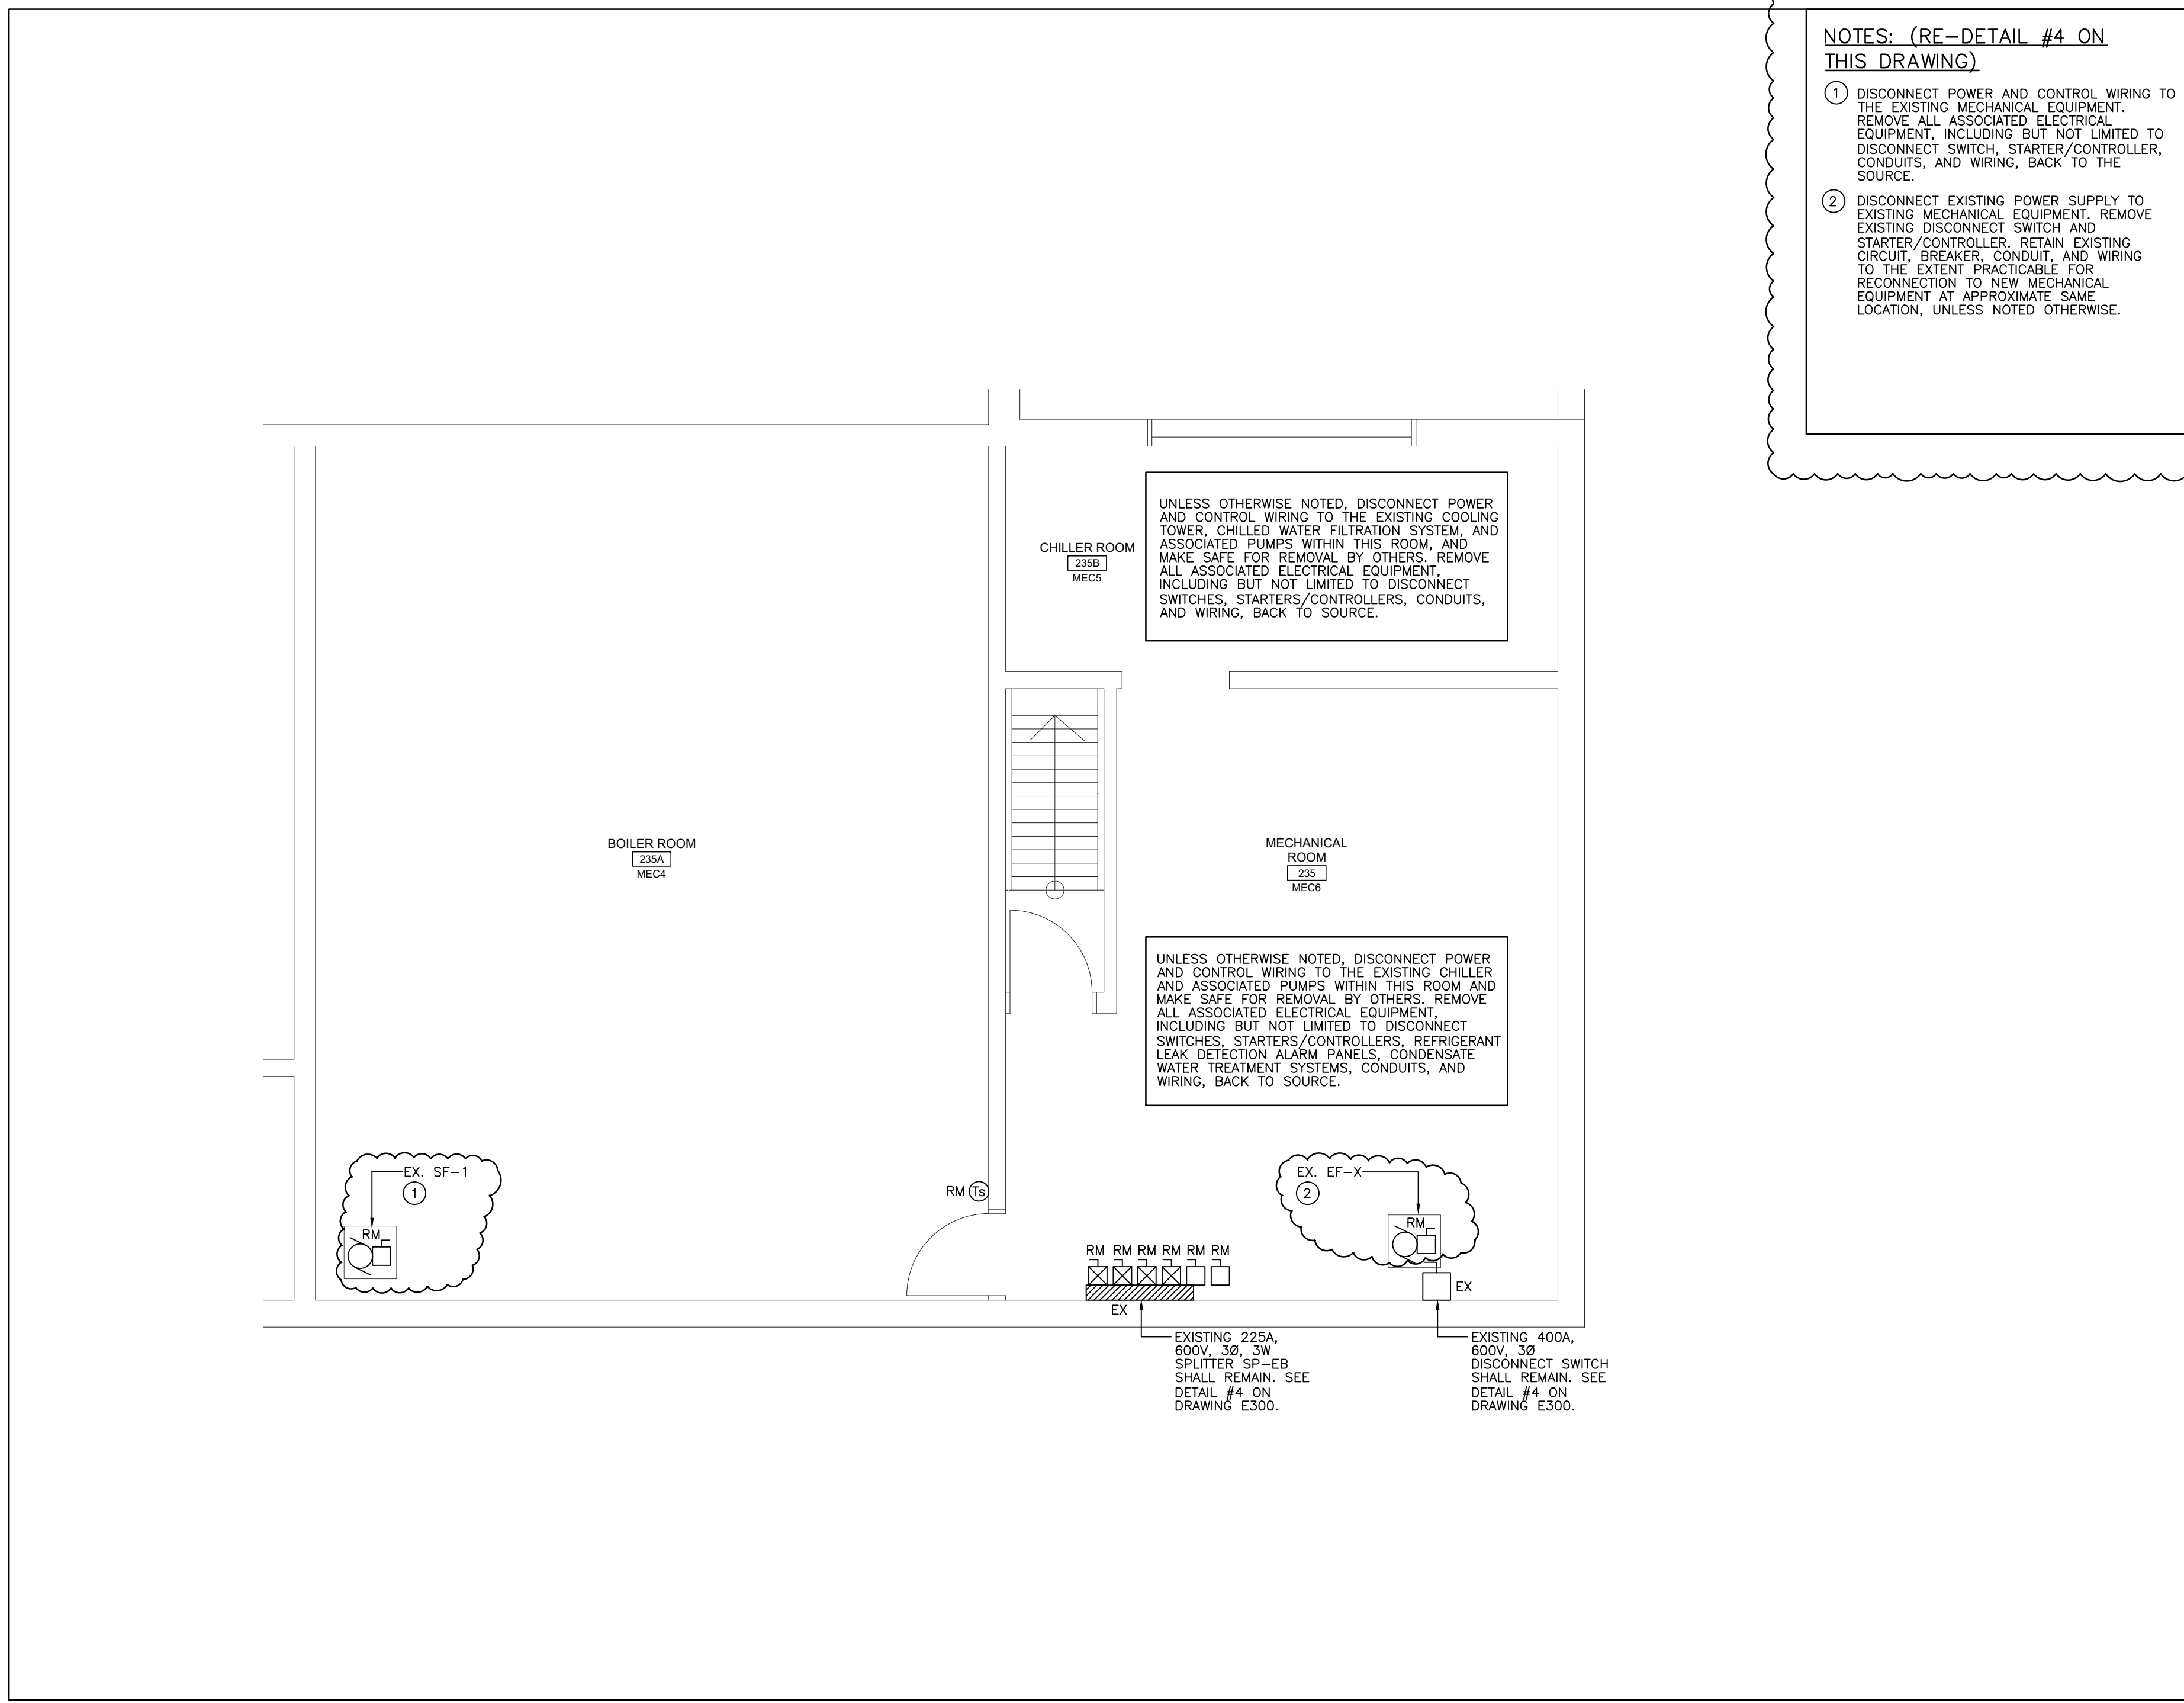 NOTES: (RE-DETAIL #4 ON
THIS DRAWING)
1 DISCONNECT POWER AND CONTROL WIRING TO
THE EXISTING MECHANICAL EQUIPMENT.
REMOVE ALL ASSOCIATED ELECTRICAL
EQUIPMENT, INCLUDING BUT NOT LIMITED TO
DISCONNECT SWITCH, STARTER/CONTROLLER,
CONDUITS, AND WIRING, BACK TO THE
SOURCE.
2 DISCONNECT EXISTING POWER SUPPLY TO
EXISTING MECHANICAL EQUIPMENT. REMOVE
EXISTING DISCONNECT SWITCH AND
STARTER/CONTROLLER. RETAIN EXISTING
CIRCUIT, BREAKER, CONDUIT, AND WIRING
TO THE EXTENT PRACTICABLE FOR
RECONNECTION TO NEW MECHANICAL
EQUIPMENT AT APPROXIMATE SAME
LOCATION, UNLESS NOTED OTHERWISE.
CHILLER ROOM
235B
MEC5
UNLESS OTHERWISE NOTED, DISCONNECT POWER
AND CONTROL WIRING TO THE EXISTING COOLING
TOWER, CHILLED WATER FILTRATION SYSTEM, AND
ASSOCIATED PUMPS WITHIN THIS ROOM, AND
MAKE SAFE FOR REMOVAL BY OTHERS. REMOVE
ALL ASSOCIATED ELECTRICAL EQUIPMENT,
INCLUDING BUT NOT LIMITED TO DISCONNECT
SWITCHES, STARTERS/CONTROLLERS, CONDUITS,
AND WIRING, BACK TO SOURCE.
BOILER ROOM
235A
MEC4
MECHANICAL
ROOM
235
MEC6
UNLESS OTHERWISE NOTED, DISCONNECT POWER
AND CONTROL WIRING TO THE EXISTING CHILLER
AND ASSOCIATED PUMPS WITHIN THIS ROOM AND
MAKE SAFE FOR REMOVAL BY OTHERS. REMOVE
ALL ASSOCIATED ELECTRICAL EQUIPMENT,
INCLUDING BUT NOT LIMITED TO DISCONNECT
SWITCHES, STARTERS/CONTROLLERS, REFRIGERANT
LEAK DETECTION ALARM PANELS, CONDENSATE
WATER TREATMENT SYSTEMS, CONDUITS, AND
WIRING, BACK TO SOURCE.
EX. SF-1
1
RM
RM Ts
EX. EF-X
2
RM
RM RM RM RM RM RM
EX
EX
EXISTING 225A,
600V, 3Ø, 3W
SPLITTER SP-EB
SHALL REMAIN. SEE
DETAIL #4 ON
DRAWING E300.
EXISTING 400A,
600V, 3Ø
DISCONNECT SWITCH
SHALL REMAIN. SEE
DETAIL #4 ON
DRAWING E300.